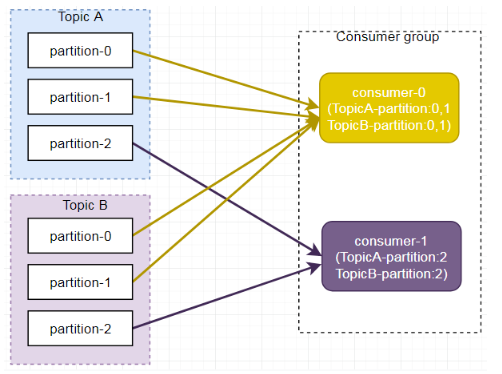 Topic A
partition-0
partition-1
partition-2
Topic B
partition-0
partition-1
partition-2
Consumer group
consumer-0
(TopicA-partition:0,1
TopicB-partition:0,1)
consumer-1
(TopicA-partition:2
TopicB-partition:2)